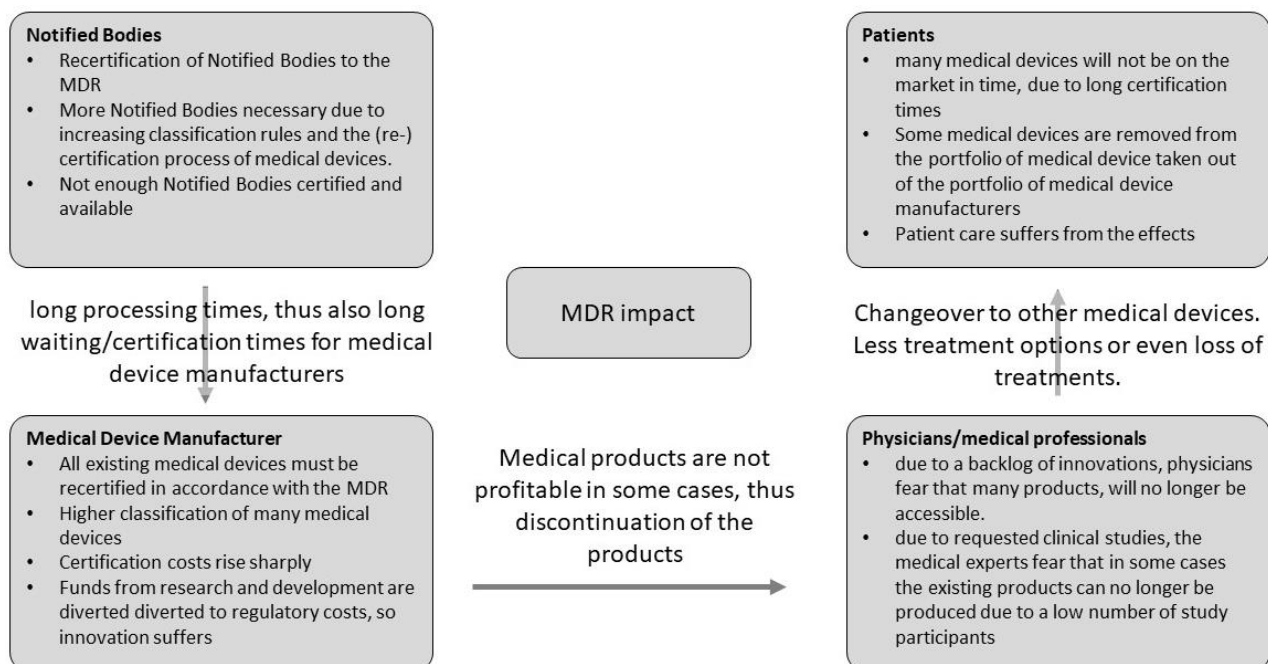 Notified Bodies
• Recertification of Notified Bodies to the
MDR
• More Notified Bodies necessary due to
increasing classification rules and the (re-)
certification process of medical devices.
• Not enough Notified Bodies certified and
available
long processing times, thus also long
waiting/certification times for medical
device manufacturers
Medical Device Manufacturer
• All existing medical devices must be
recertified in accordance with the MDR
• Higher classification of many medical
devices
• Certification costs rise sharply
• Funds from research and development are
diverted diverted to regulatory costs, so
innovation suffers
MDR impact
Medical products are not
profitable in some cases, thus
discontinuation of the
products
Patients
• many medical devices will not be on the
market in time, due to long certification
times
• Some medical devices are removed from
the portfolio of medical device taken out
of the portfolio of medical device
manufacturers
• Patient care suffers from the effects
Changeover to other medical devices.
Less treatment options or even loss of
treatments.
Physicians/medical professionals
• due to a backlog of innovations, physicians
fear that many products, will no longer be
accessible.
• due to requested clinical studies, the
medical experts fear that in some cases
the existing products can no longer be
produced due to a low number of study
participants